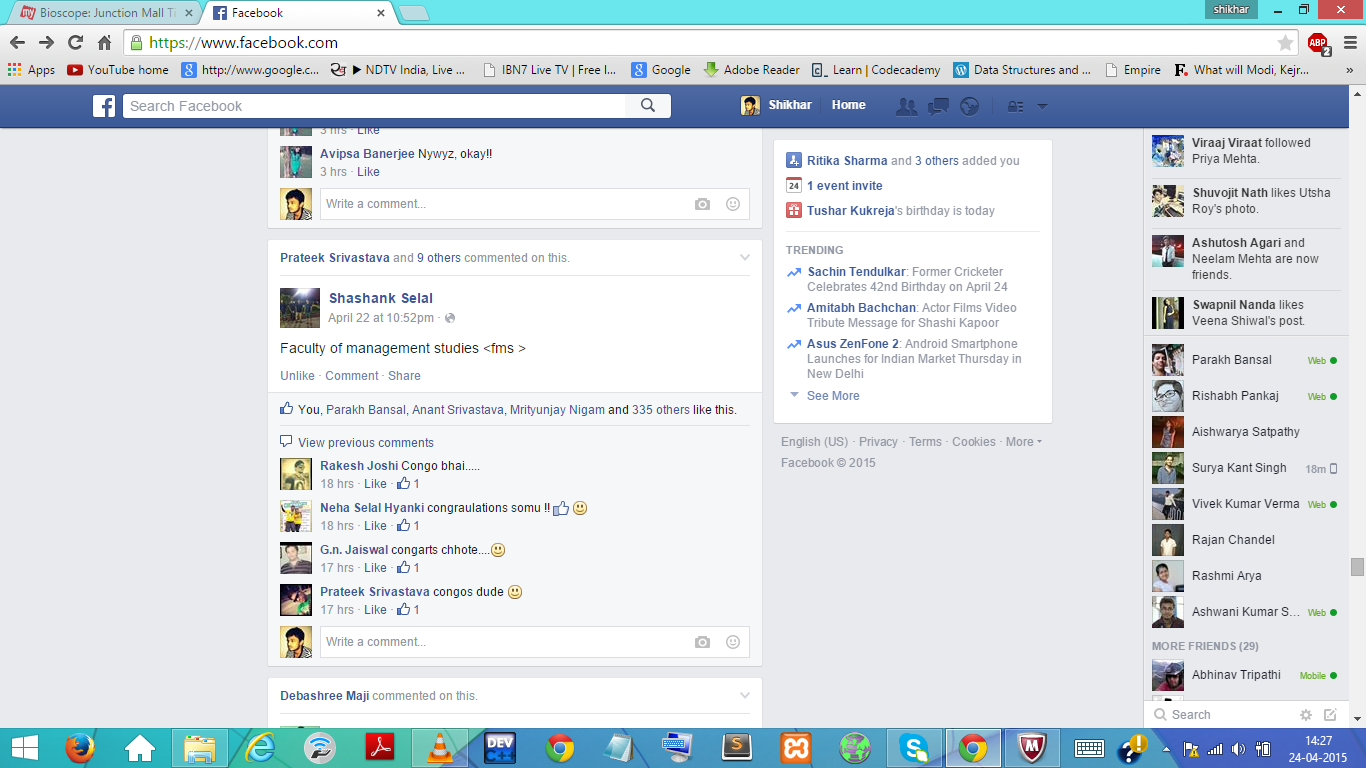 Bioscope: Junction Mall Ti
Facebook
shikhar
https://www.facebook.com
ABP
2
Apps
YouTube home
http://www.google.c...
NDTV India, Live ...
IBN7 Live TV | Free I...
Google
Adobe Reader
Learn | Codecademy
Data Structures and ...
Empire
What will Modi, Kejr...
»
Search Facebook
Shikhar
Home
3 hrs · Like
Avipsa Banerjee Nywyz, okay!!
3 hrs · Like
Write a comment...
Prateek Srivastava and 9 others commented on this.
Shashank Selal
April 22 at 10:52pm ·
Faculty of management studies <fms >
Unlike · Comment · Share
You, Parakh Bansal, Anant Srivastava, Mrityunjay Nigam and 335 others like this.
View previous comments
Rakesh Joshi Congo bhai.....
18 hrs · Like · 1
Neha Selal Hyanki congraulations somu !!
18 hrs · Like · 1
G.n. Jaiswal congarts chhote....
17 hrs · Like · 1
Prateek Srivastava congos dude
17 hrs · Like · 1
Write a comment...
Debashree Maji commented on this.
Ritika Sharma and 3 others added you
24
1 event invite
Tushar Kukreja's birthday is today
TRENDING
Sachin Tendulkar: Former Cricketer
Celebrates 42nd Birthday on April 24
Amitabh Bachchan: Actor Films Video
Tribute Message for Shashi Kapoor
Asus ZenFone 2: Android Smartphone
Launches for Indian Market Thursday in
New Delhi
See More
English (US) · Privacy · Terms · Cookies · More
Facebook © 2015
Viraaj Viraat followed
Priya Mehta.
Shuvojit Nath likes Utsha
Roy's photo.
Ashutosh Agari and
Neelam Mehta are now
friends.
Swapnil Nanda likes
Veena Shiwal's post.
Parakh Bansal Web
Rishabh Pankaj Web
Aishwarya Satpathy
Surya Kant Singh 18m
Vivek Kumar Verma Web
Rajan Chandel
Rashmi Arya
Ashwani Kumar S... Web
MORE FRIENDS (29)
Abhinav Tripathi Mobile
Search
DEV
C++
14:27
24-04-2015